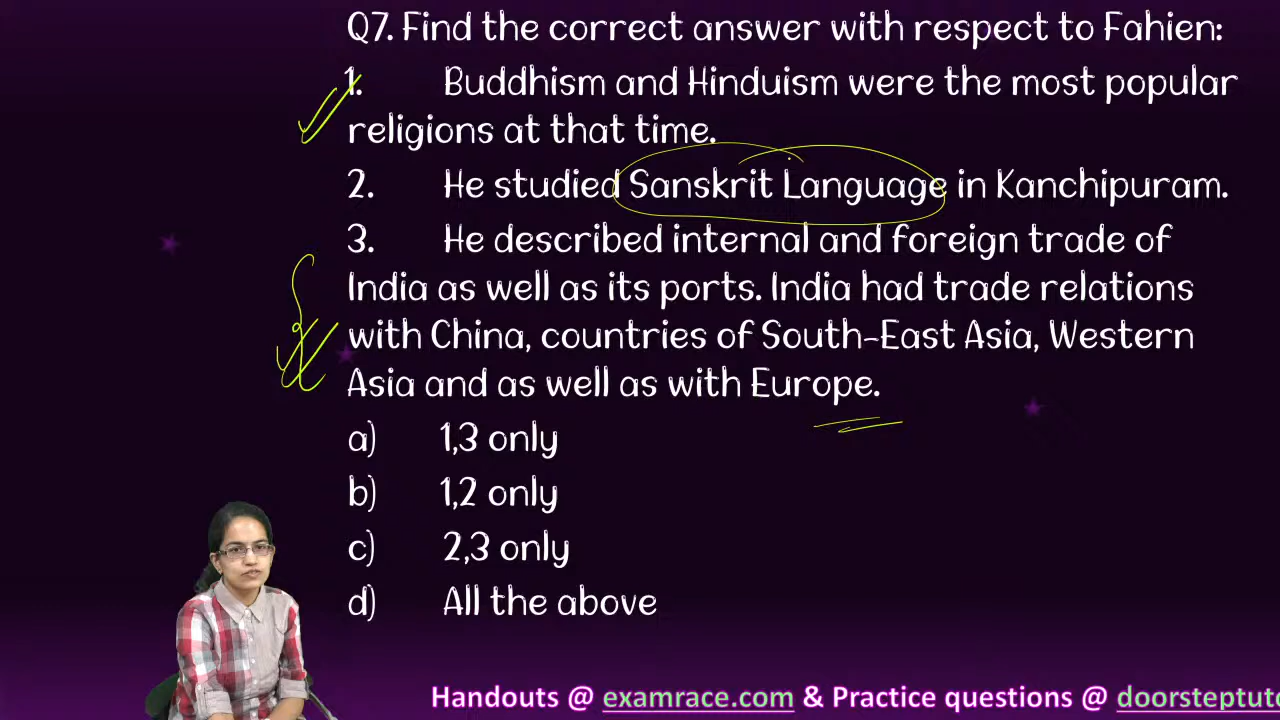 Q7. Find the correct answer with respect to Fahien:
1. Buddhism and Hinduism were the most popular
religions at that time.
2. He studied Sanskrit Language in Kanchipuram.
3. He described internal and foreign trade of
India as well as its ports. India had trade relations
with China, countries of South-East Asia, Western
Asia and as well as with Europe.
a) 1,3 only
b) 1,2 only
c) 2,3 only
d) All the above
Handouts @ examrace.com & Practice questions @ doorsteptut